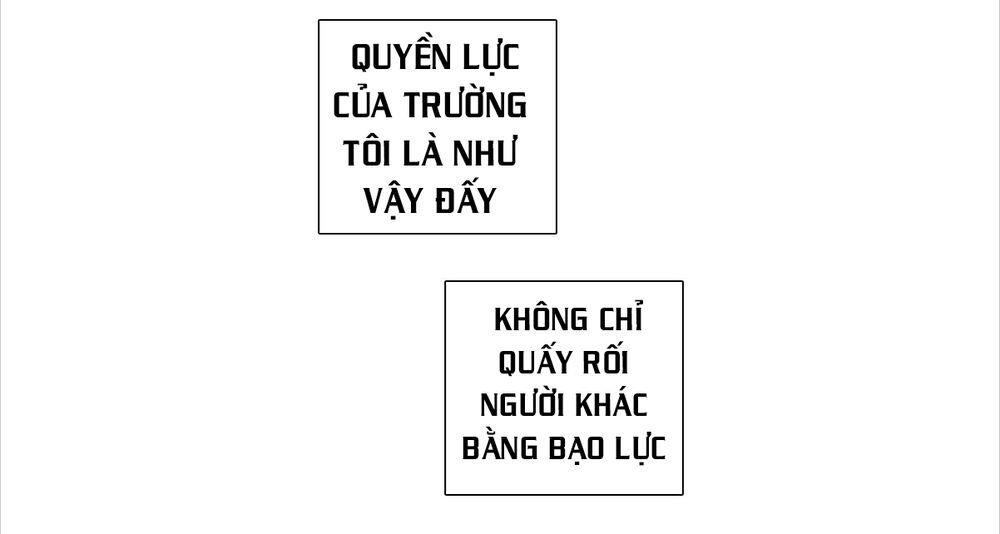 QUYỀN LỰC
CỦA TRƯỜNG
TÔI LÀ NHƯ
VẬY ĐẤY
KHÔNG CHỈ
QUẤY RỐI
NGƯỜI KHÁC
BẰNG BẠO LỰC